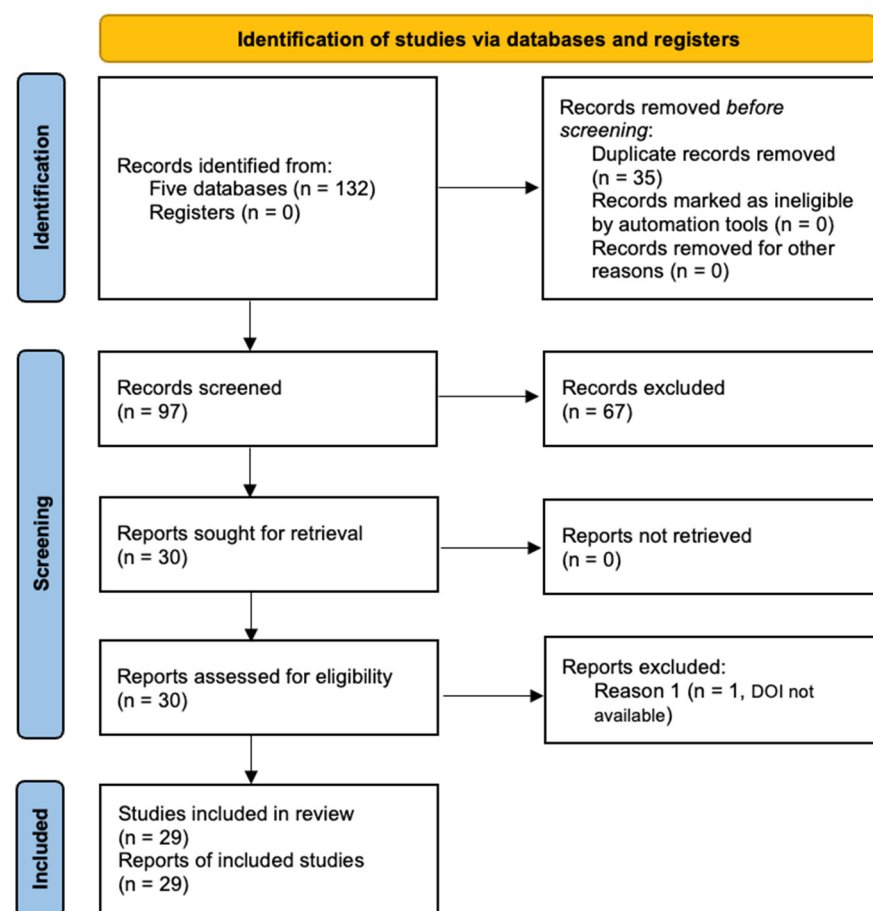 Identification of studies via databases and registers
Identification
Records identified from:
Five databases (n = 132)
Registers (n = 0)
Records removed before
screening:
Duplicate records removed
(n = 35)
Records marked as ineligible
by automation tools (n = 0)
Records removed for other
reasons (n = 0)
Screening
Records screened
(n = 97)
Records excluded
(n = 67)
Reports sought for retrieval
(n = 30)
Reports not retrieved
(n = 0)
Reports assessed for eligibility
(n = 30)
Reports excluded:
Reason 1 (n = 1, DOI not
available)
Included
Studies included in review
(n = 29)
Reports of included studies
(n = 29)